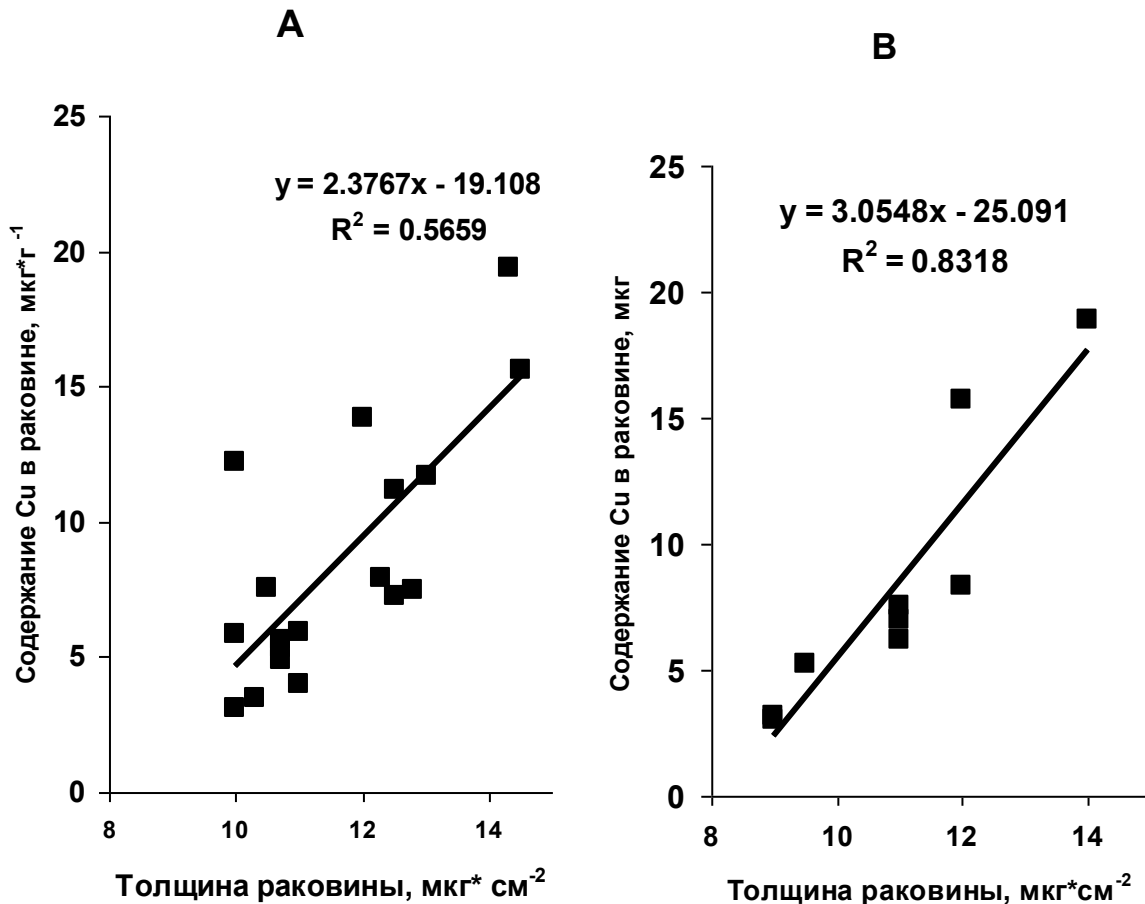 A
Содержание Cu в раковине, мкг*г⁻¹
25
20
15
10
5
0
y = 2.3767x - 19.108
R² = 0.5659
8 10 12 14
Толщина раковины, мкг* см⁻²
B
Содержание Cu в раковине, мкг
25
20
15
10
5
0
y = 3.0548x - 25.091
R² = 0.8318
8 10 12 14
Толщина раковины, мкг*см⁻²